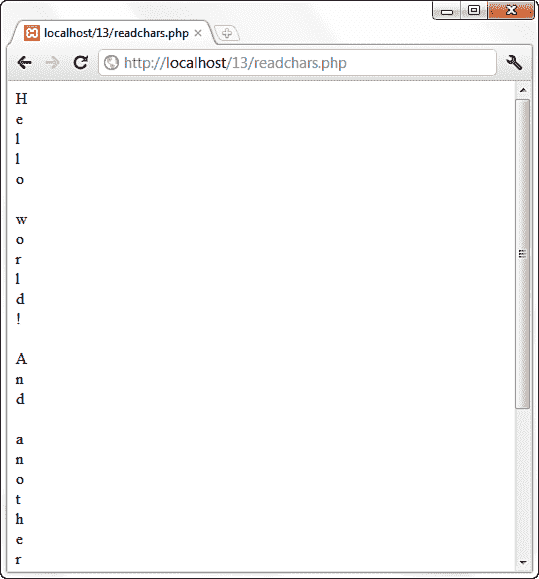 localhost/13/readchars.php
http://localhost/13/readchars.php
H
e
l
l
o

w
o
r
l
d
!

A
n
d

a
n
o
t
h
e
r